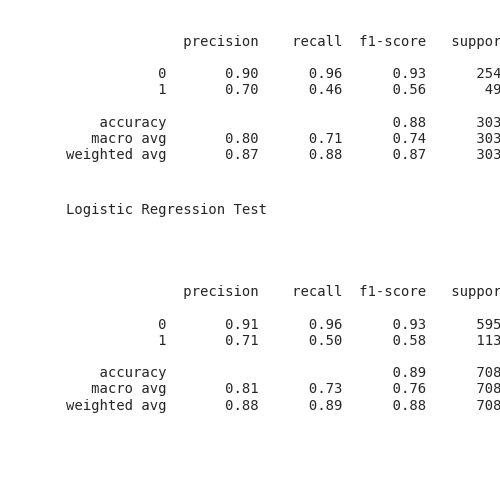 precision recall f1-score suppor
0 0.90 0.96 0.93 254
1 0.70 0.46 0.56 49
accuracy 0.88 303
macro avg 0.80 0.71 0.74 303
weighted avg 0.87 0.88 0.87 303
Logistic Regression Test
precision recall f1-score suppor
0 0.91 0.96 0.93 595
1 0.71 0.50 0.58 113
accuracy 0.89 708
macro avg 0.81 0.73 0.76 708
weighted avg 0.88 0.89 0.88 708